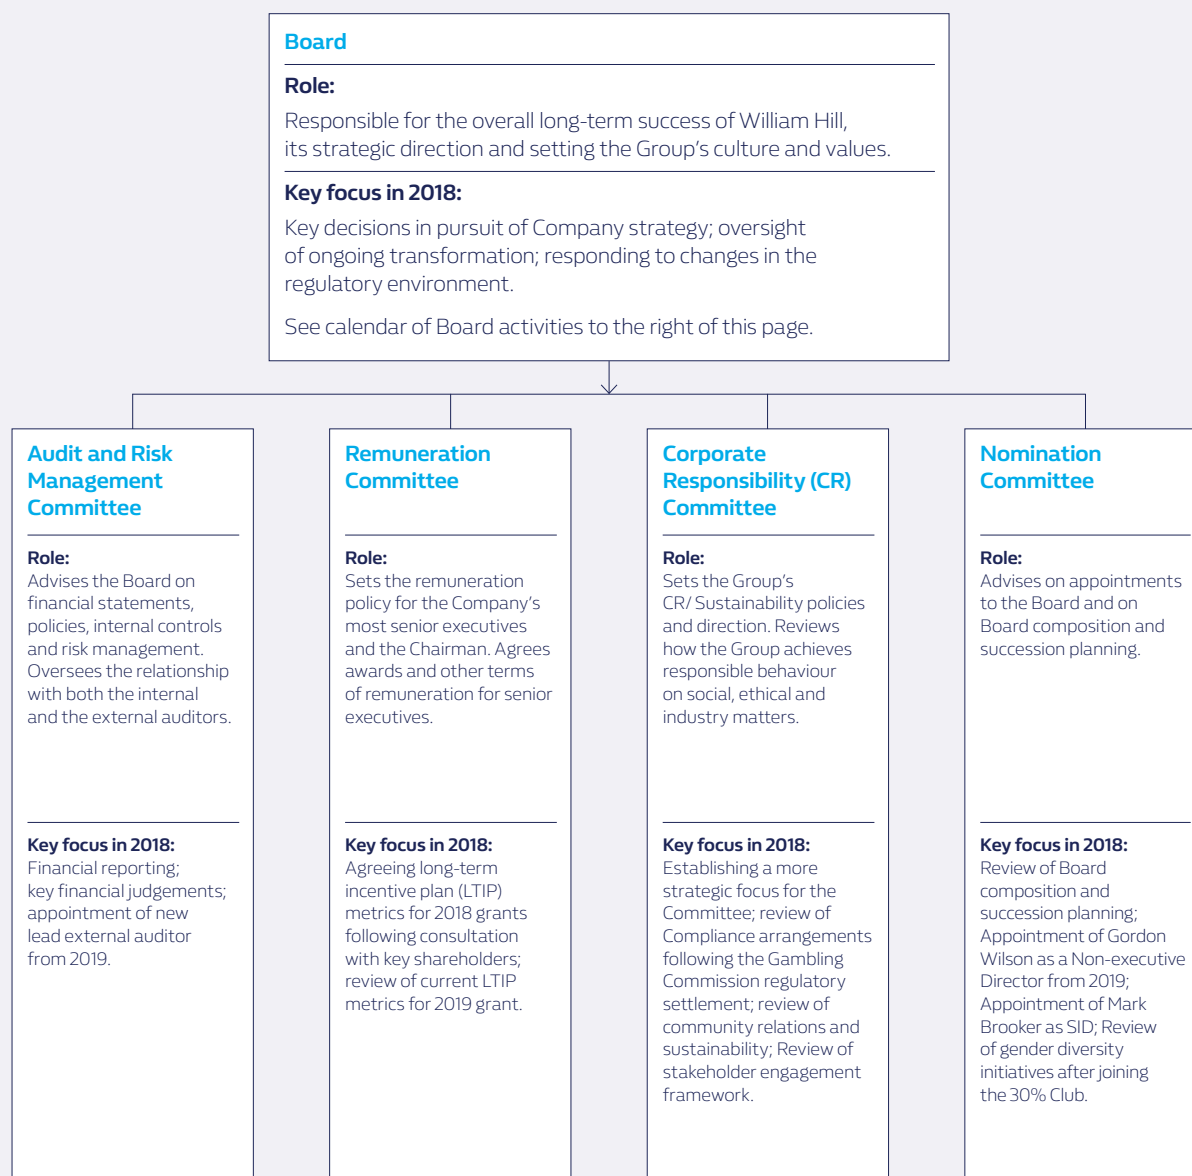 Board
Role:
Responsible for the overall long-term success of William Hill,
its strategic direction and setting the Group's culture and values.
Key focus in 2018:
Key decisions in pursuit of Company strategy; oversight
of ongoing transformation; responding to changes in the
regulatory environment.
See calendar of Board activities to the right of this page.
Audit and Risk
Management
Committee
Role:
Advises the Board on
financial statements,
policies, internal controls
and risk management.
Oversees the relationship
with both the internal
and the external auditors.
Key focus in 2018:
Financial reporting;
key financial judgements;
appointment of new
lead external auditor
from 2019.
Remuneration
Committee
Role:
Sets the remuneration
policy for the Company's
most senior executives
and the Chairman. Agrees
awards and other terms
of remuneration for senior
executives.
Key focus in 2018:
Agreeing long-term
incentive plan (LTIP)
metrics for 2018 grants
following consultation
with key shareholders;
review of current LTIP
metrics for 2019 grant.
Corporate
Responsibility (CR)
Committee
Role:
Sets the Group's
CR/ Sustainability policies
and direction. Reviews
how the Group achieves
responsible behaviour
on social, ethical and
industry matters.
Key focus in 2018:
Establishing a more
strategic focus for the
Committee; review of
Compliance arrangements
following the Gambling
Commission regulatory
settlement; review of
community relations and
sustainability; Review of
stakeholder engagement
framework.
Nomination
Committee
Role:
Advises on appointments
to the Board and on
Board composition and
succession planning.
Key focus in 2018:
Review of Board
composition and
succession planning;
Appointment of Gordon
Wilson as a Non-executive
Director from 2019;
Appointment of Mark
Brooker as SID; Review
of gender diversity
initiatives after joining
the 30% Club.